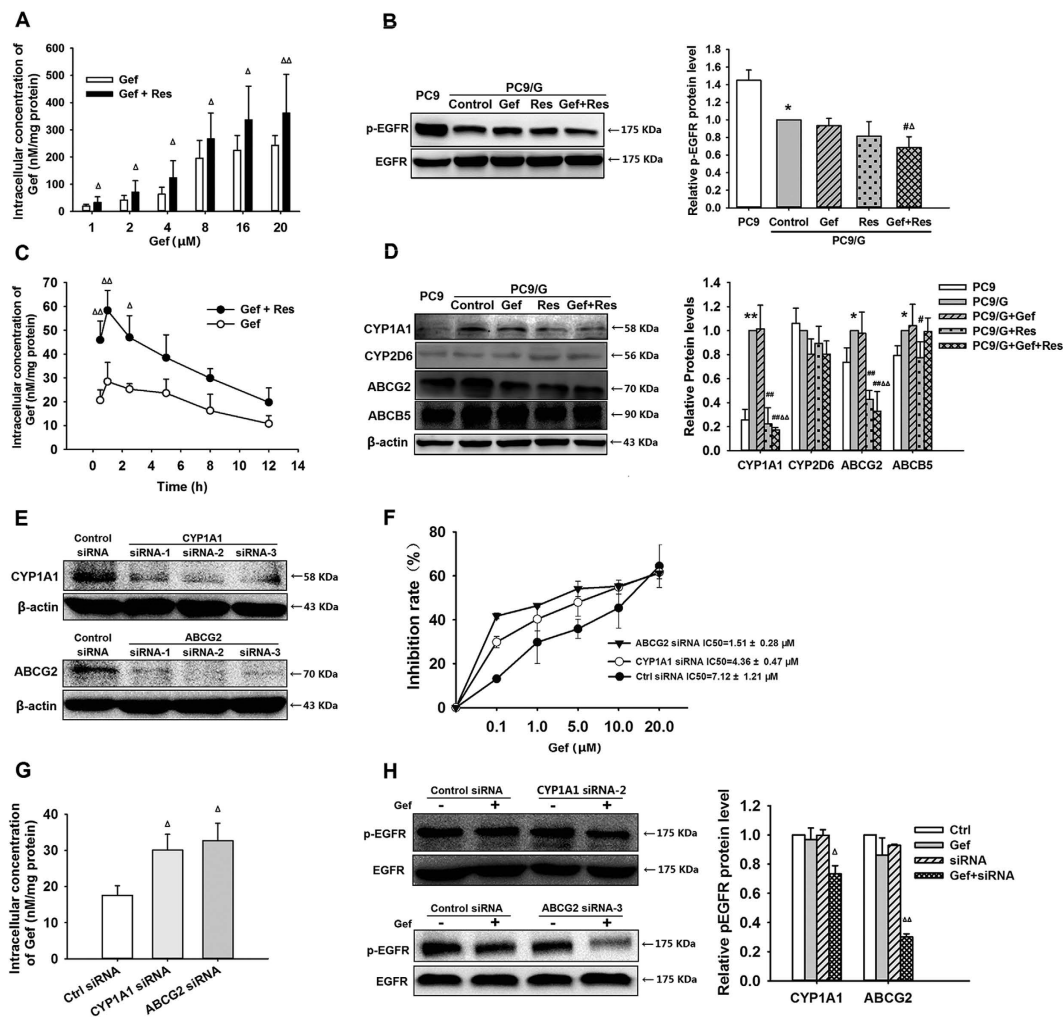 A
Intracellular concentration of
Gef (nM/mg protein)
600
500
400
300
200
100
0
Gef
Gef + Res
Δ
Δ
Δ
Δ
Δ
ΔΔ
1 2 4 8 16 20
Gef (μM)
B
PC9/G
PC9 Control Gef Res Gef+Res
p-EGFR ←175 KDa
EGFR ←175 KDa
Relative p-EGFR protein level
1.8
1.6
1.4
1.2
1.0
0.8
0.6
0.4
0.2
0.0
*
#Δ
PC9 Control Gef Res Gef+Res
PC9/G
C
Intracellular concentration of
Gef (nM/mg protein)
70
60
50
40
30
20
10
0
ΔΔ
ΔΔ
Δ
Gef + Res
Gef
0 2 4 6 8 10 12 14
Time (h)
D
PC9/G
PC9 Control Gef Res Gef+Res
CYP1A1 ←58 KDa
CYP2D6 ←56 KDa
ABCG2 ←70 KDa
ABCB5 ←90 KDa
β-actin ←43 KDa
Relative Protein Levels
1.6
1.4
1.2
1.0
0.8
0.6
0.4
0.2
0.0
** ## ##ΔΔ
* ## ##ΔΔ
* #
CYP1A1 CYP2D6 ABCG2 ABCB5
PC9
PC9/G
PC9/G+Gef
PC9/G+Res
PC9/G+Gef+Res
E
Control CYP1A1
siRNA siRNA-1 siRNA-2 siRNA-3
CYP1A1 ←58 KDa
β-actin ←43 KDa
Control ABCG2
siRNA siRNA-1 siRNA-2 siRNA-3
ABCG2 ←70 KDa
β-actin ←43 KDa
F
Inhibition rate (%)
80
60
40
20
0
ABCG2 siRNA IC50=1.51 ± 0.28 μM
CYP1A1 siRNA IC50=4.36 ± 0.47 μM
Ctrl siRNA IC50=7.12 ± 1.21 μM
0.1 1.0 5.0 10.0 20.0
Gef (μM)
G
Intracellular concentration
of Gef (nM/mg protein)
40
30
20
10
0
Δ
Δ
Ctrl siRNA
CYP1A1 siRNA
ABCG2 siRNA
H
Control siRNA CYP1A1 siRNA-2
Gef - + - +
p-EGFR ←175 KDa
EGFR ←175 KDa
Control siRNA ABCG2 siRNA-3
Gef - + - +
p-EGFR ←175 KDa
EGFR ←175 KDa
Relative pEGFR protein level
1.2
1.0
0.8
0.6
0.4
0.2
0.0
Δ
ΔΔ
CYP1A1 ABCG2
Ctrl
Gef
siRNA
Gef+siRNA